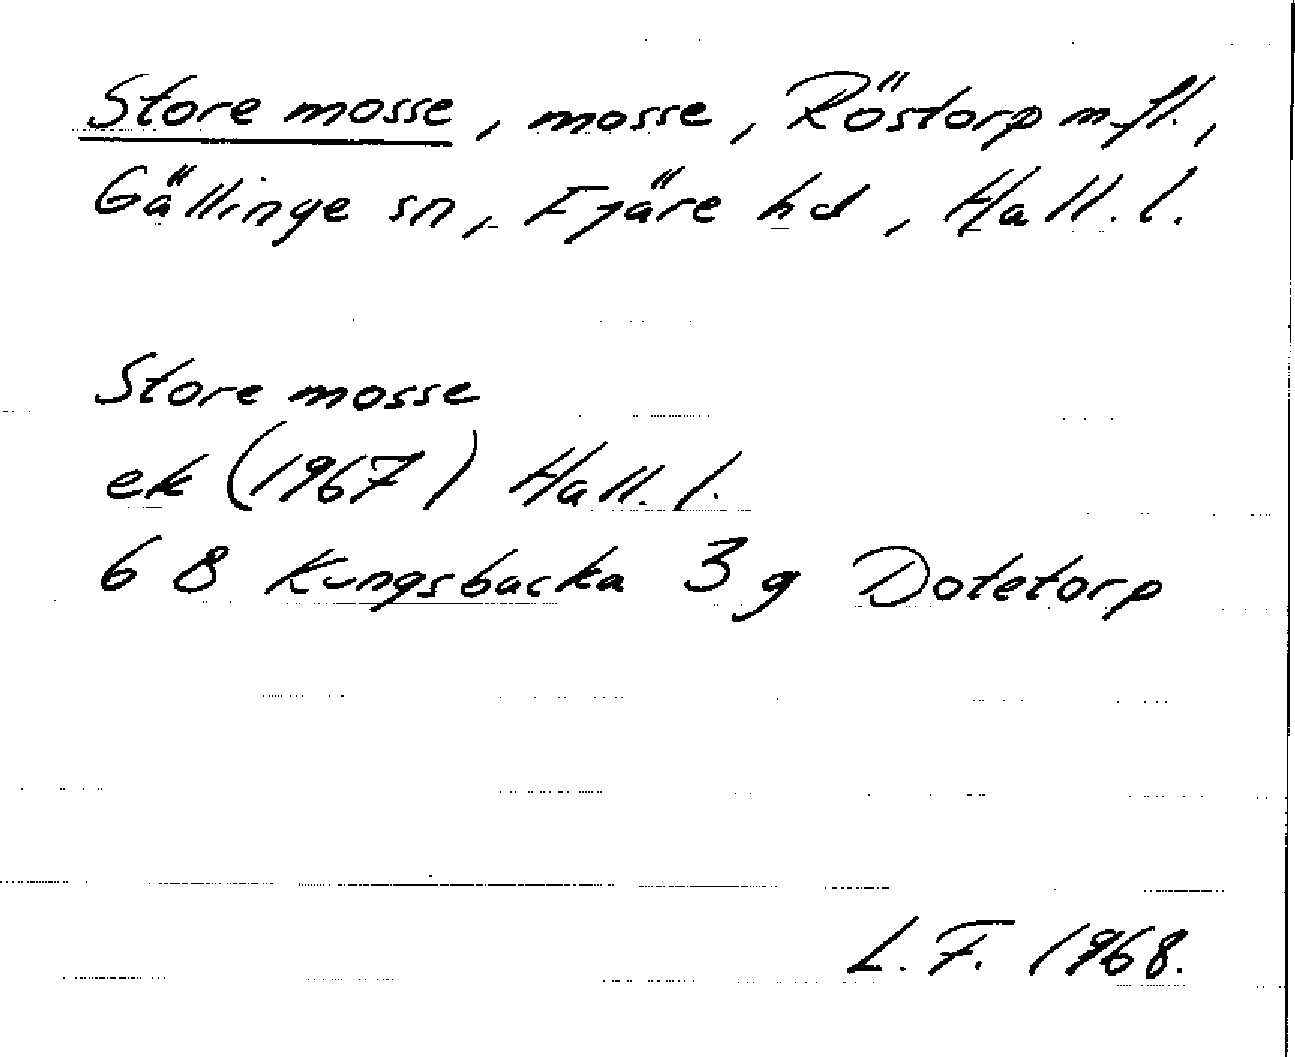 Store mosse, mosse, Röstorp m.fl.,
Gällinge sn, Fjäre hd, Hall. l.
Store mosse
ek (1967) Hall. l.
6 B Kungsbacka 3 g Dotetorp
L. F. 1968.